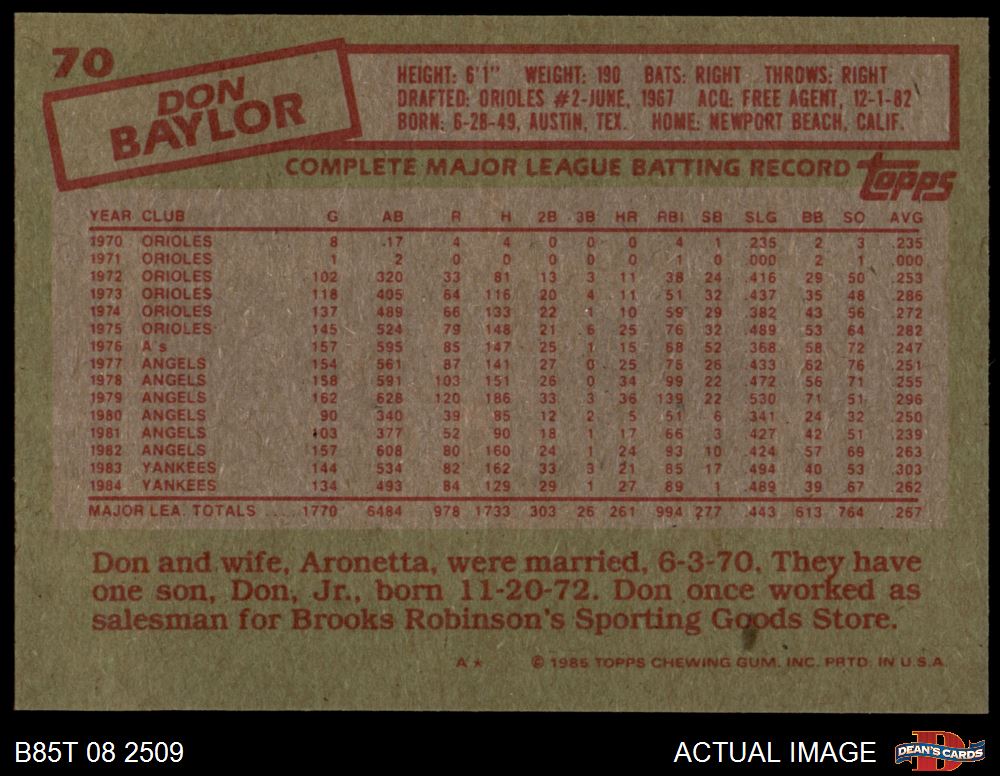 70
DON
BAYLOR
HEIGHT: 6'1" WEIGHT: 190 BATS: RIGHT THROWS: RIGHT
DRAFTED: ORIOLES #2-JUNE, 1967 ACQ: FREE AGENT, 12-1-82
BORN: 6-28-49, AUSTIN, TEX. HOME: NEWPORT BEACH, CALIF.
COMPLETE MAJOR LEAGUE BATTING RECORD topps
YEAR CLUB G AB R H 2B 3B HR RBI SB SLG BB SO AVG
1970 ORIOLES 8 17 4 4 0 0 0 4 1 .235 2 3 .235
1971 ORIOLES 1 2 0 0 0 0 0 1 0 .000 2 1 .000
1972 ORIOLES 102 320 33 81 13 3 11 38 24 .416 29 50 .253
1973 ORIOLES 118 405 64 116 20 4 11 51 32 .437 35 48 .286
1974 ORIOLES 137 489 66 133 22 1 10 59 29 .382 43 56 .272
1975 ORIOLES 145 524 79 148 21 6 25 76 32 .489 53 64 .282
1976 A's 157 595 85 147 25 1 15 68 52 .368 58 72 .247
1977 ANGELS 154 561 87 141 27 0 25 75 26 .433 62 76 .251
1978 ANGELS 158 591 103 151 26 0 34 99 22 .472 56 71 .255
1979 ANGELS 162 628 120 186 33 3 36 139 22 .530 71 51 .296
1980 ANGELS 90 340 39 85 12 2 5 51 6 .341 24 32 .250
1981 ANGELS 103 377 52 90 18 1 17 66 3 .427 42 51 .239
1982 ANGELS 157 608 80 160 24 1 24 93 10 .424 57 69 .263
1983 YANKEES 144 534 82 162 33 3 21 85 17 .494 40 53 .303
1984 YANKEES 134 493 84 129 29 1 27 89 1 .489 39 67 .262
MAJOR LEA. TOTALS ..... 1770 6484 978 1733 303 26 261 994 277 .443 613 764 .267
Don and wife, Aronetta, were married, 6-3-70. They have
one son, Don, Jr., born 11-20-72. Don once worked as
salesman for Brooks Robinson's Sporting Goods Store.
A* © 1985 TOPPS CHEWING GUM, INC. PRTD. IN U.S.A.
B85T 08 2509 ACTUAL IMAGE DEAN'S CARDS